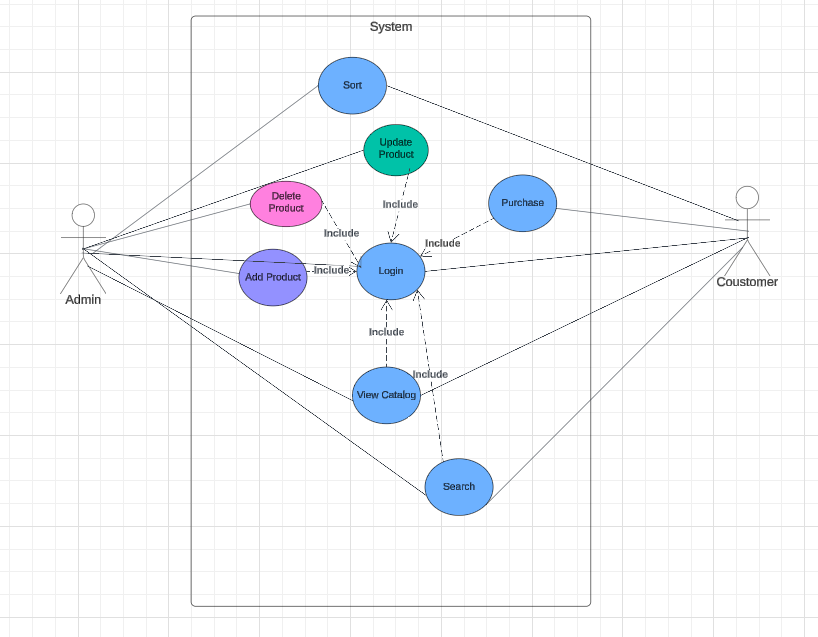 System
Sort
Update
Product
Delete
Product
Include
Purchase
Include
Include
Add Product
Include
Login
Admin
Coustomer
Include
Include
View Catalog
Search